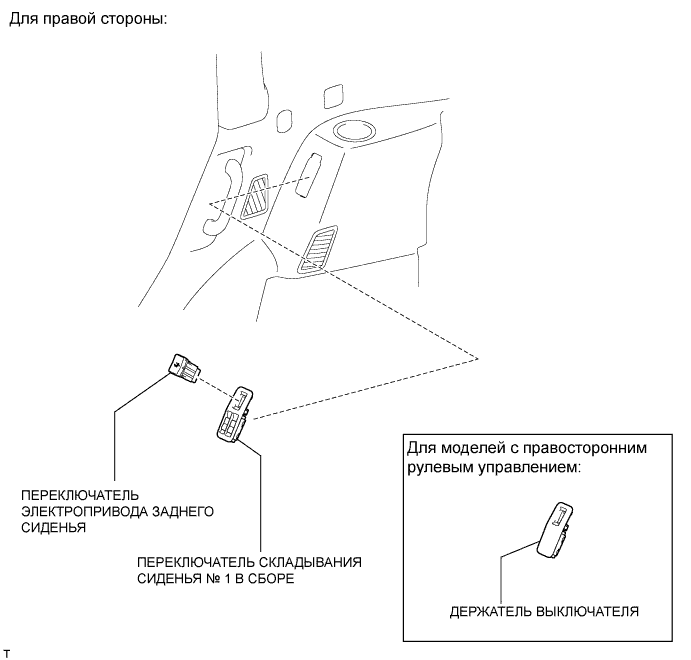 Для правой стороны:
ПЕРЕКЛЮЧАТЕЛЬ
ЭЛЕКТРОПРИВОДА ЗАДНЕГО
СИДЕНЬЯ
ПЕРЕКЛЮЧАТЕЛЬ СКЛАДЫВАНИЯ
СИДЕНЬЯ № 1 В СБОРЕ
Для моделей с правосторонним
рулевым управлением:
ДЕРЖАТЕЛЬ ВЫКЛЮЧАТЕЛЯ
T